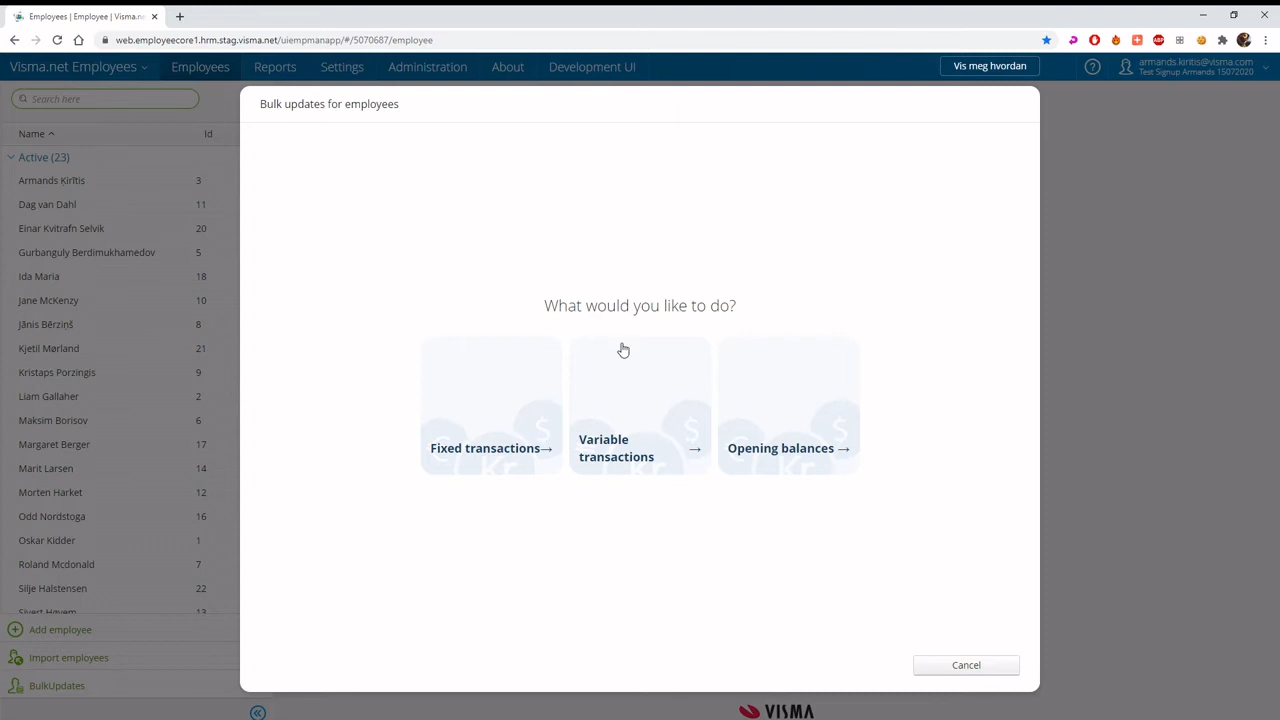 Employees | Employee | Visma.ne
web.employeecore1.hrm.stag.visma.net/uiempmanapp/#/5070687/employee
ABP
Visma.net Employees
Employees
Reports
Settings
Administration
About
Development UI
Vis meg hvordan
armands.kiritis@visma.com
Test Signup Armands 15072020
Search here
Bulk updates for employees
Name
Id
Active (23)
Armands Ķirītis 3
Dag van Dahl 11
Einar Kvitrafn Selvik 20
Gurbanguly Berdimukhamedov 5
Ida Maria 18
Jane McKenzy 10
Jānis Bērziņš 8
Kjetil Mørland 21
Kristaps Porzingis 9
Liam Gallaher 2
Maksim Borisov 6
Margaret Berger 17
Marit Larsen 14
Morten Harket 12
Odd Nordstoga 16
Oskar Kidder 1
Roland Mcdonald 7
Silje Halstensen 22
Sivert Høyem 13
What would you like to do?
Fixed transactions→
Variable
transactions →
Opening balances →
Add employee
Import employees
BulkUpdates
Cancel
VISMA